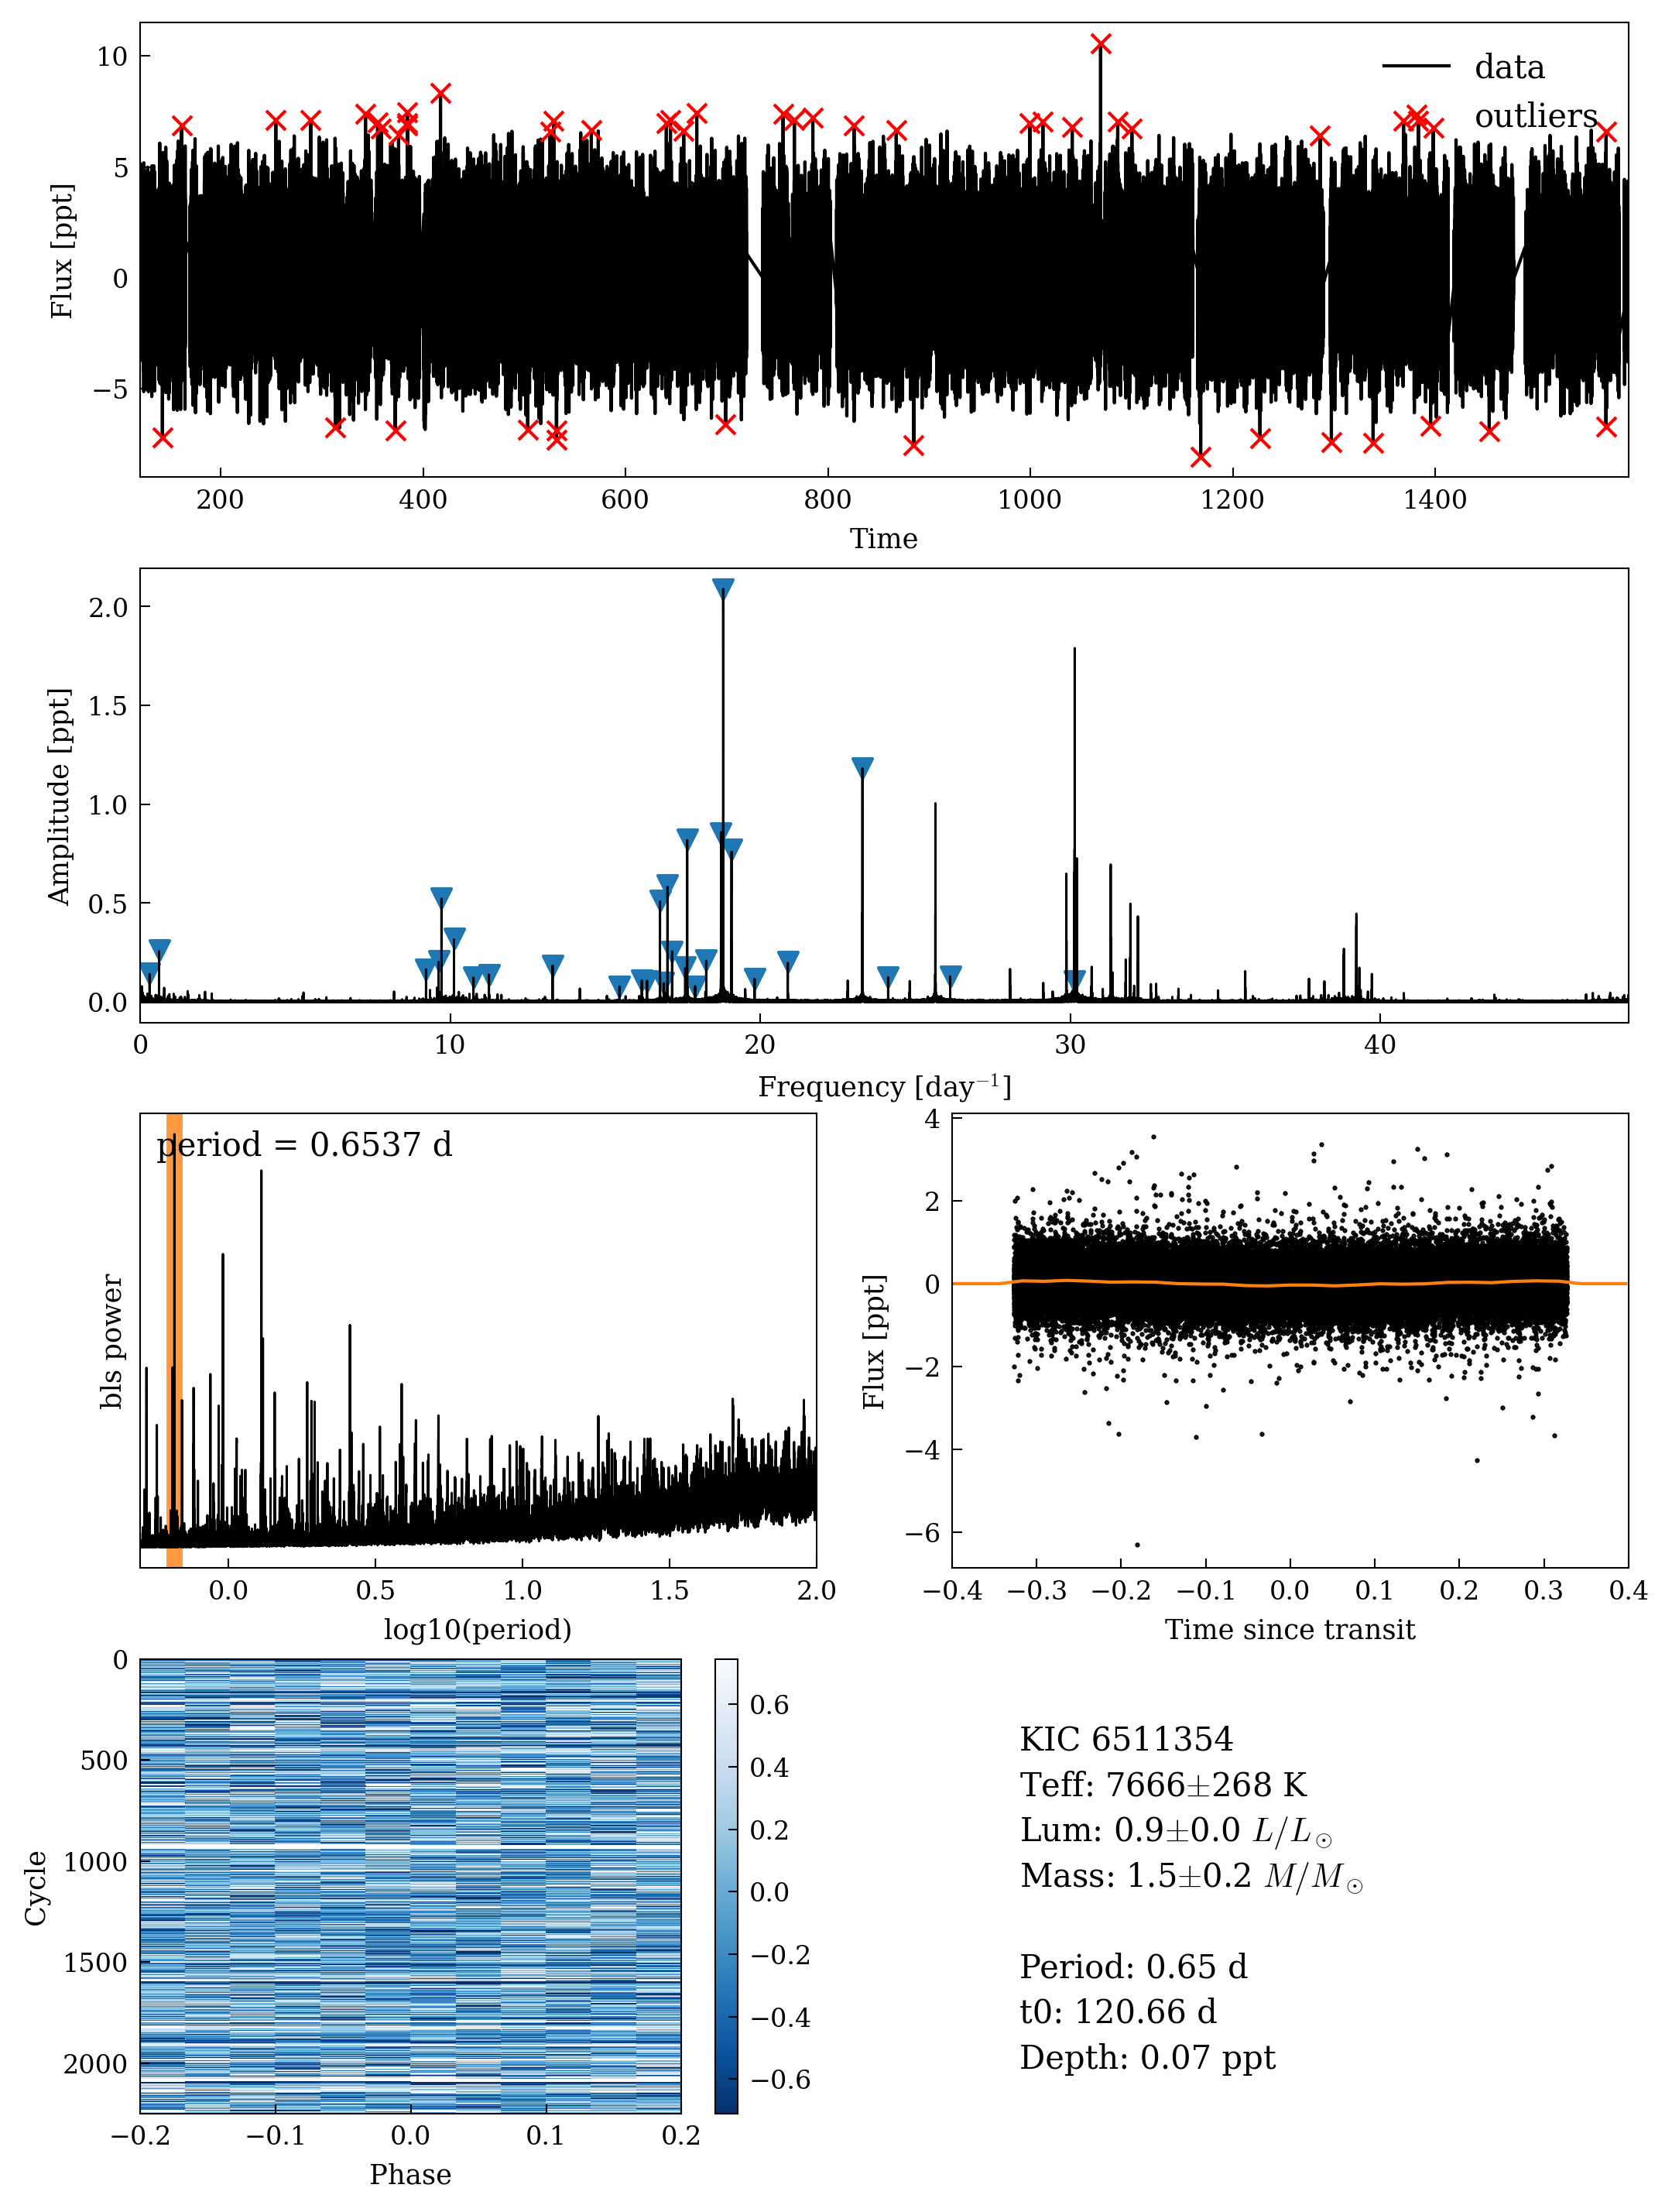 10
5
0
−5
Flux [ppt]
data
outliers
200
400
600
800
1000
1200
1400
Time
2.0
1.5
1.0
0.5
0.0
Amplitude [ppt]
0
10
20
30
40
Frequency [day⁻¹]
period = 0.6537 d
bls power
0.0
0.5
1.0
1.5
2.0
log10(period)
4
2
0
−2
−4
−6
Flux [ppt]
−0.4
−0.3
−0.2
−0.1
0.0
0.1
0.2
0.3
0.4
Time since transit
0
500
1000
1500
2000
Cycle
−0.2
−0.1
0.0
0.1
0.2
Phase
0.6
0.4
0.2
0.0
−0.2
−0.4
−0.6
KIC 6511354
Teff: 7666±268 K
Lum: 0.9±0.0 L/L☉
Mass: 1.5±0.2 M/M☉
Period: 0.65 d
t0: 120.66 d
Depth: 0.07 ppt